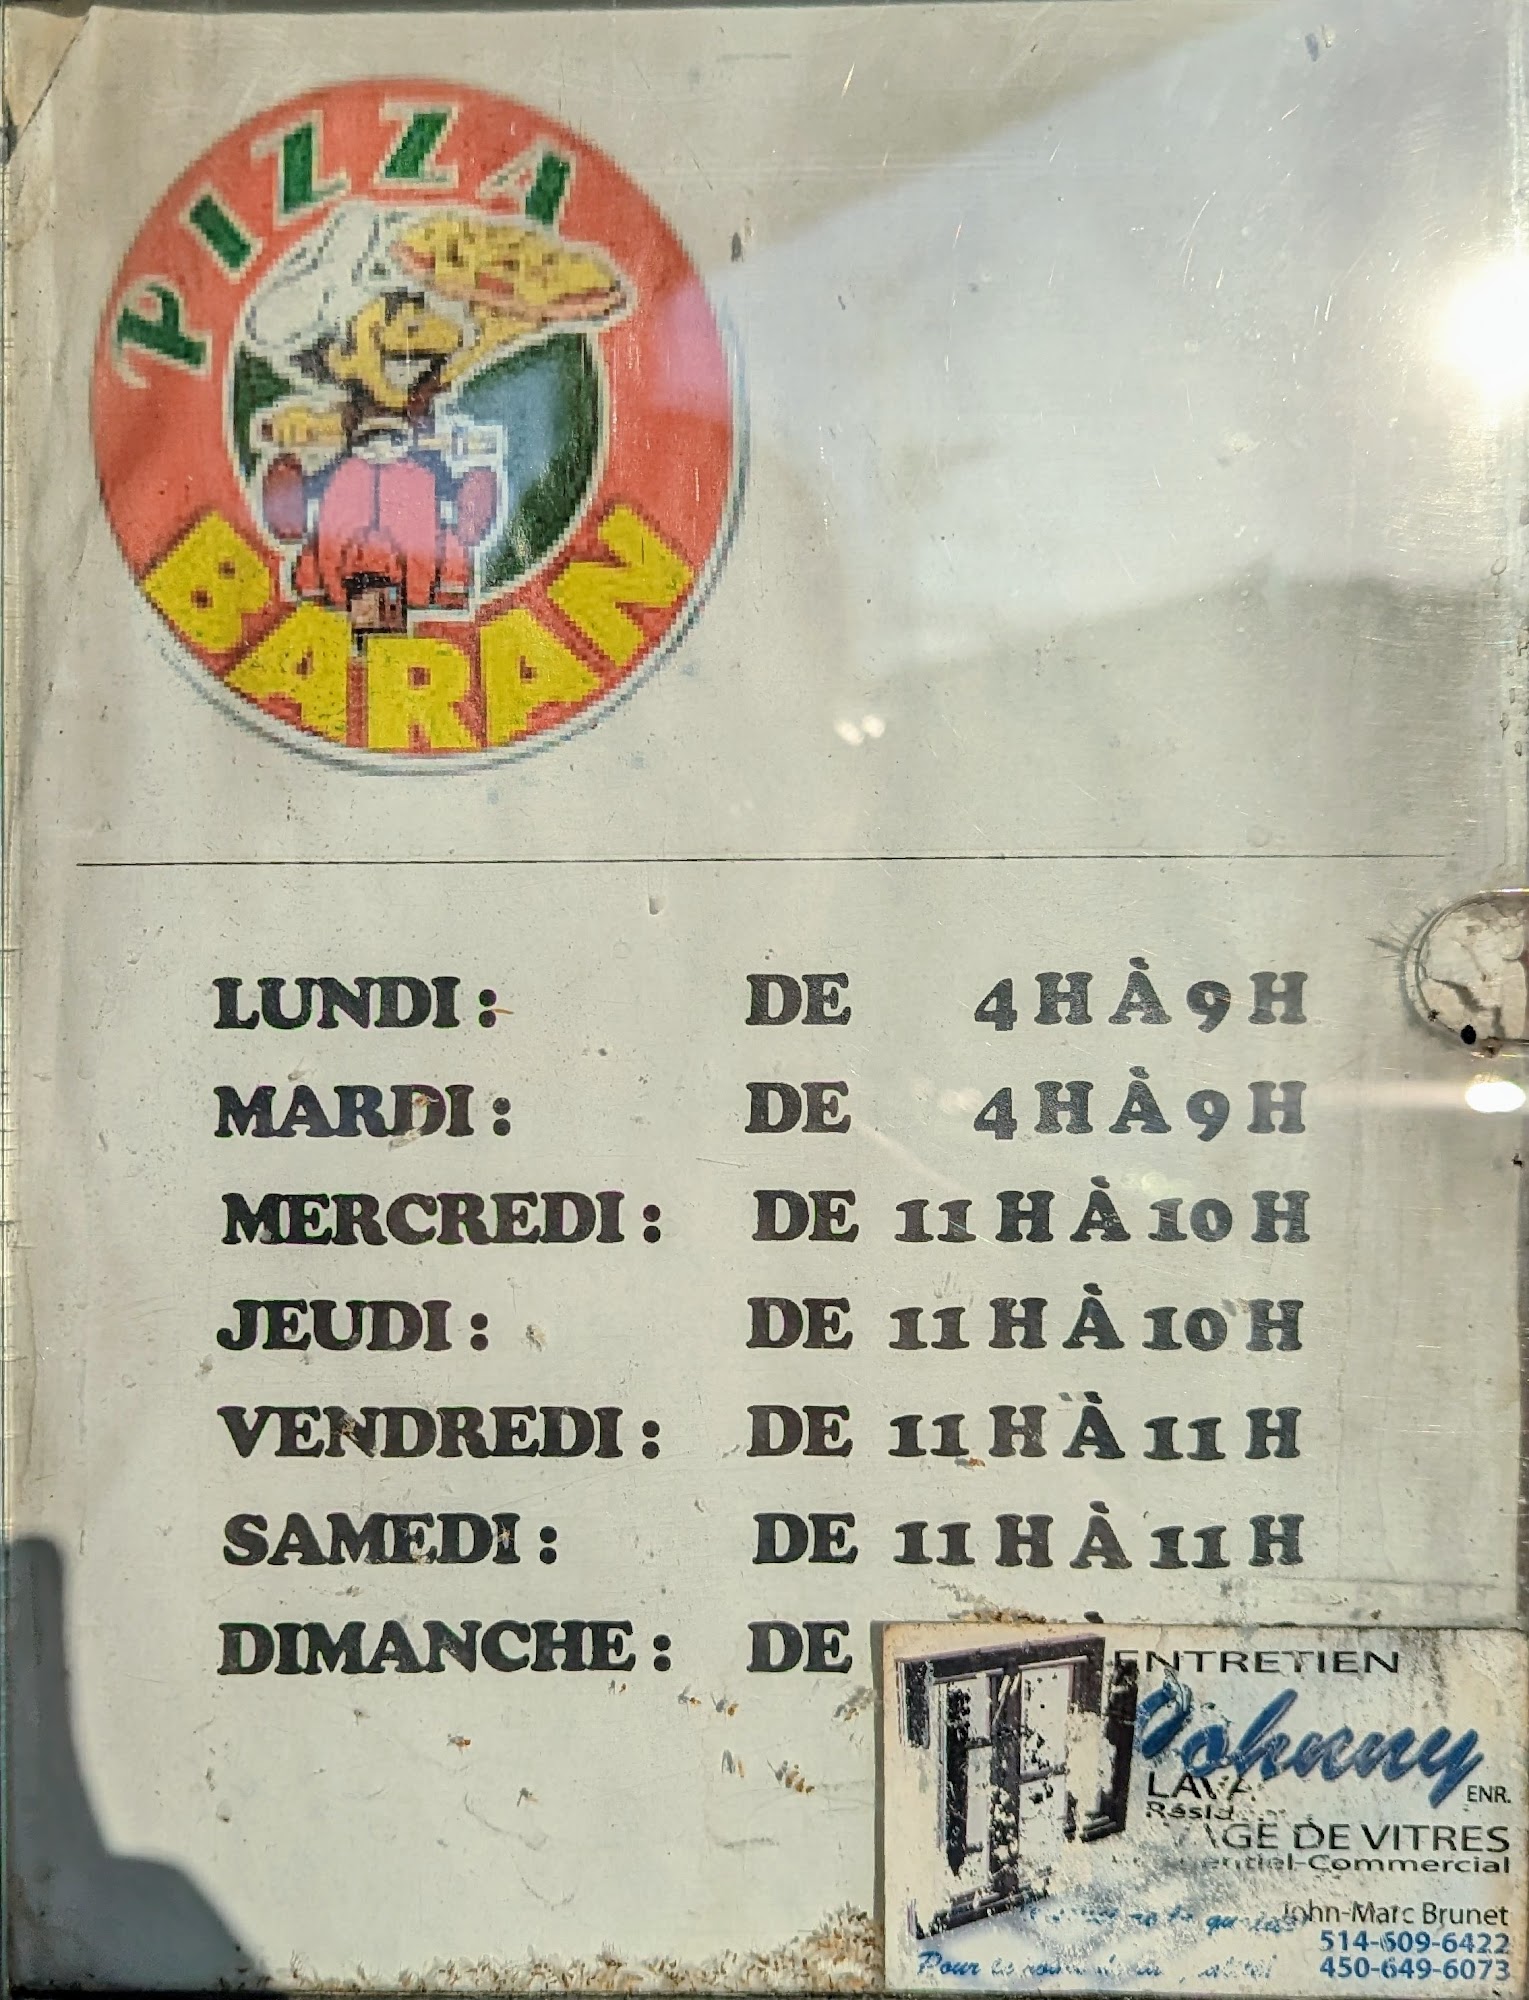 PIZZA
BARAN
LUNDI : DE 4 H À 9 H
MARDI : DE 4 H À 9 H
MERCREDI : DE 11 H À 10 H
JEUDI : DE 11 H À 10 H
VENDREDI : DE 11 H À 11 H
SAMEDI : DE 11 H À 11 H
DIMANCHE : DE
ENTRETIEN
Johnny
ENR.
DE VITRES
Commercial
John-Marc Brunet
514-609-6422
Pour
450-649-6073